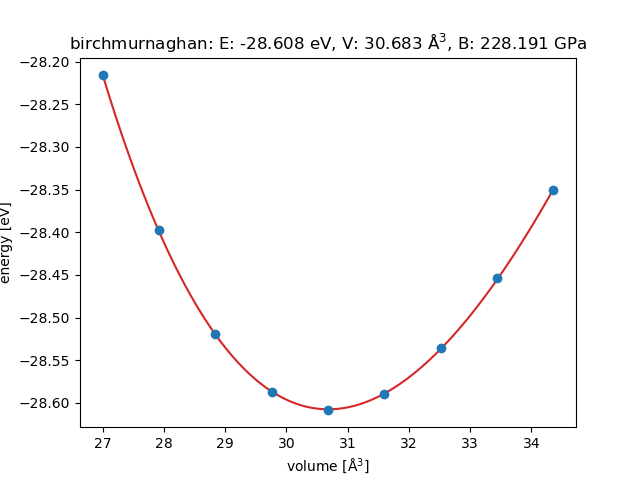 birchmurnaghan: E: -28.608 eV, V: 30.683 Å³, B: 228.191 GPa
−28.20
−28.25
−28.30
−28.35
−28.40
−28.45
−28.50
−28.55
−28.60
energy [eV]
27 28 29 30 31 32 33 34
volume [Å³]